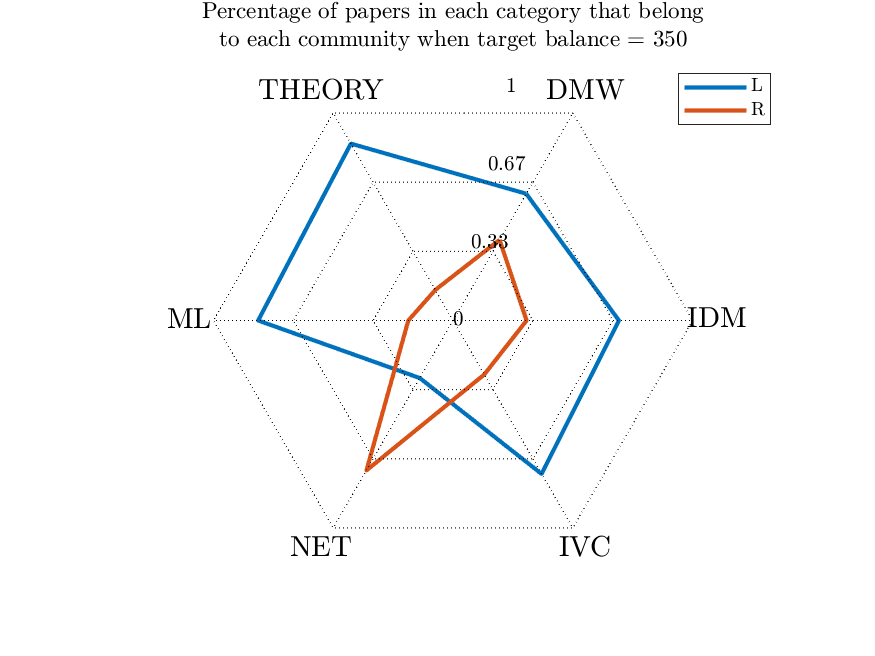 Percentage of papers in each category that belong
to each community when target balance = 350
THEORY
1
DMW
L
R
0.67
0.33
ML
0
IDM
NET
IVC